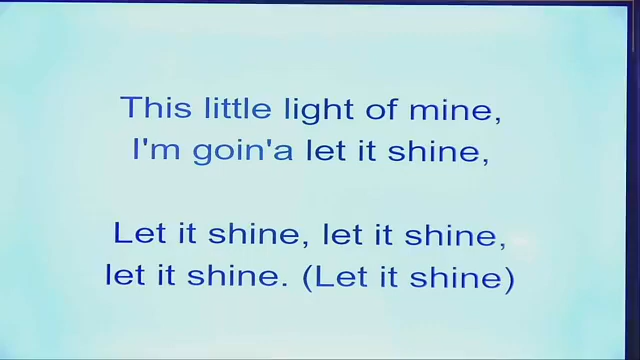 This little light of mine,
I'm goin'a let it shine,
Let it shine, let it shine,
let it shine. (Let it shine)